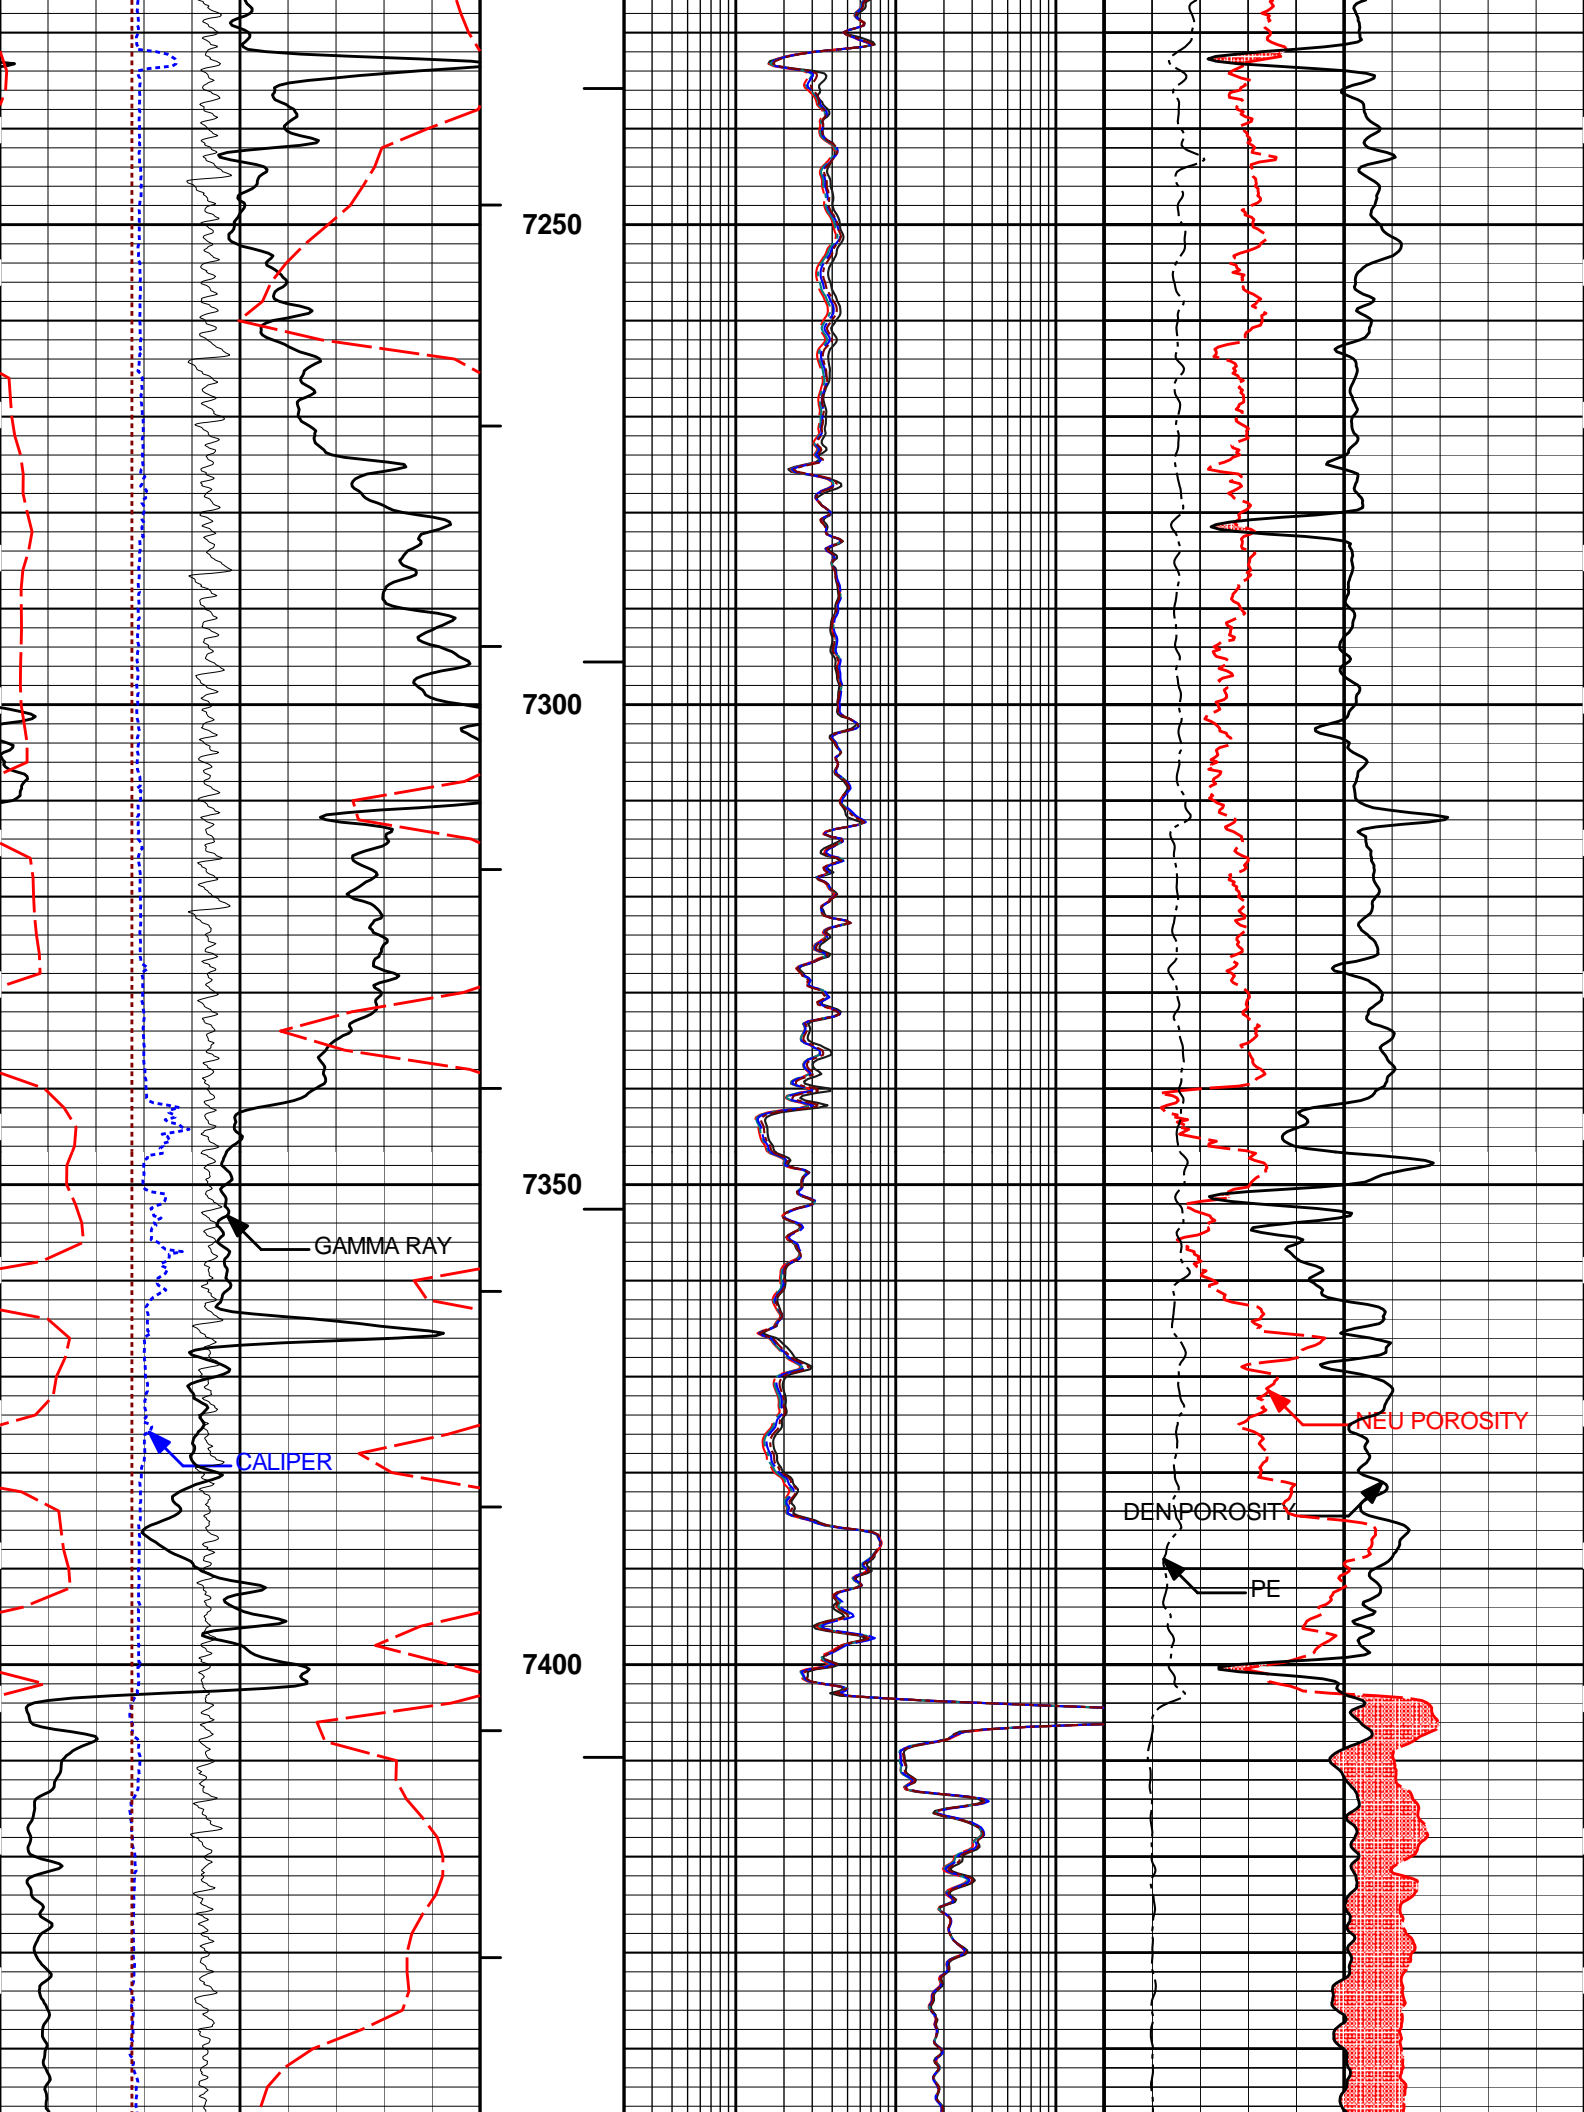 7250
7300
7350
GAMMA RAY
NEU POROSITY
CALIPER
DEN POROSITY
PE
7400